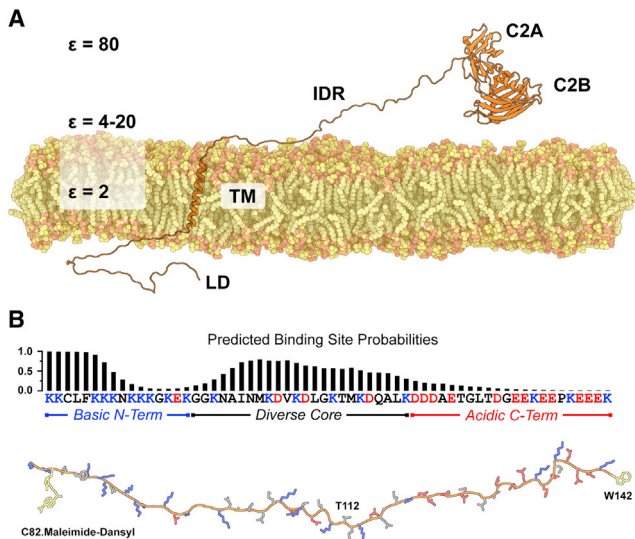 A
ε = 80
C2A
C2B
IDR
ε = 4-20
ε = 2
TM
LD
B
Predicted Binding Site Probabilities
1.0
0.5
0.0
KKCLFKKKNKKKGKEKGGKNAINMKDVKDLGKTMKDQALKDDDAETGLTDGEEKEEPKEEEK
Basic N-Term Diverse Core Acidic C-Term
T112
W142
C82.Maleimide-Dansyl